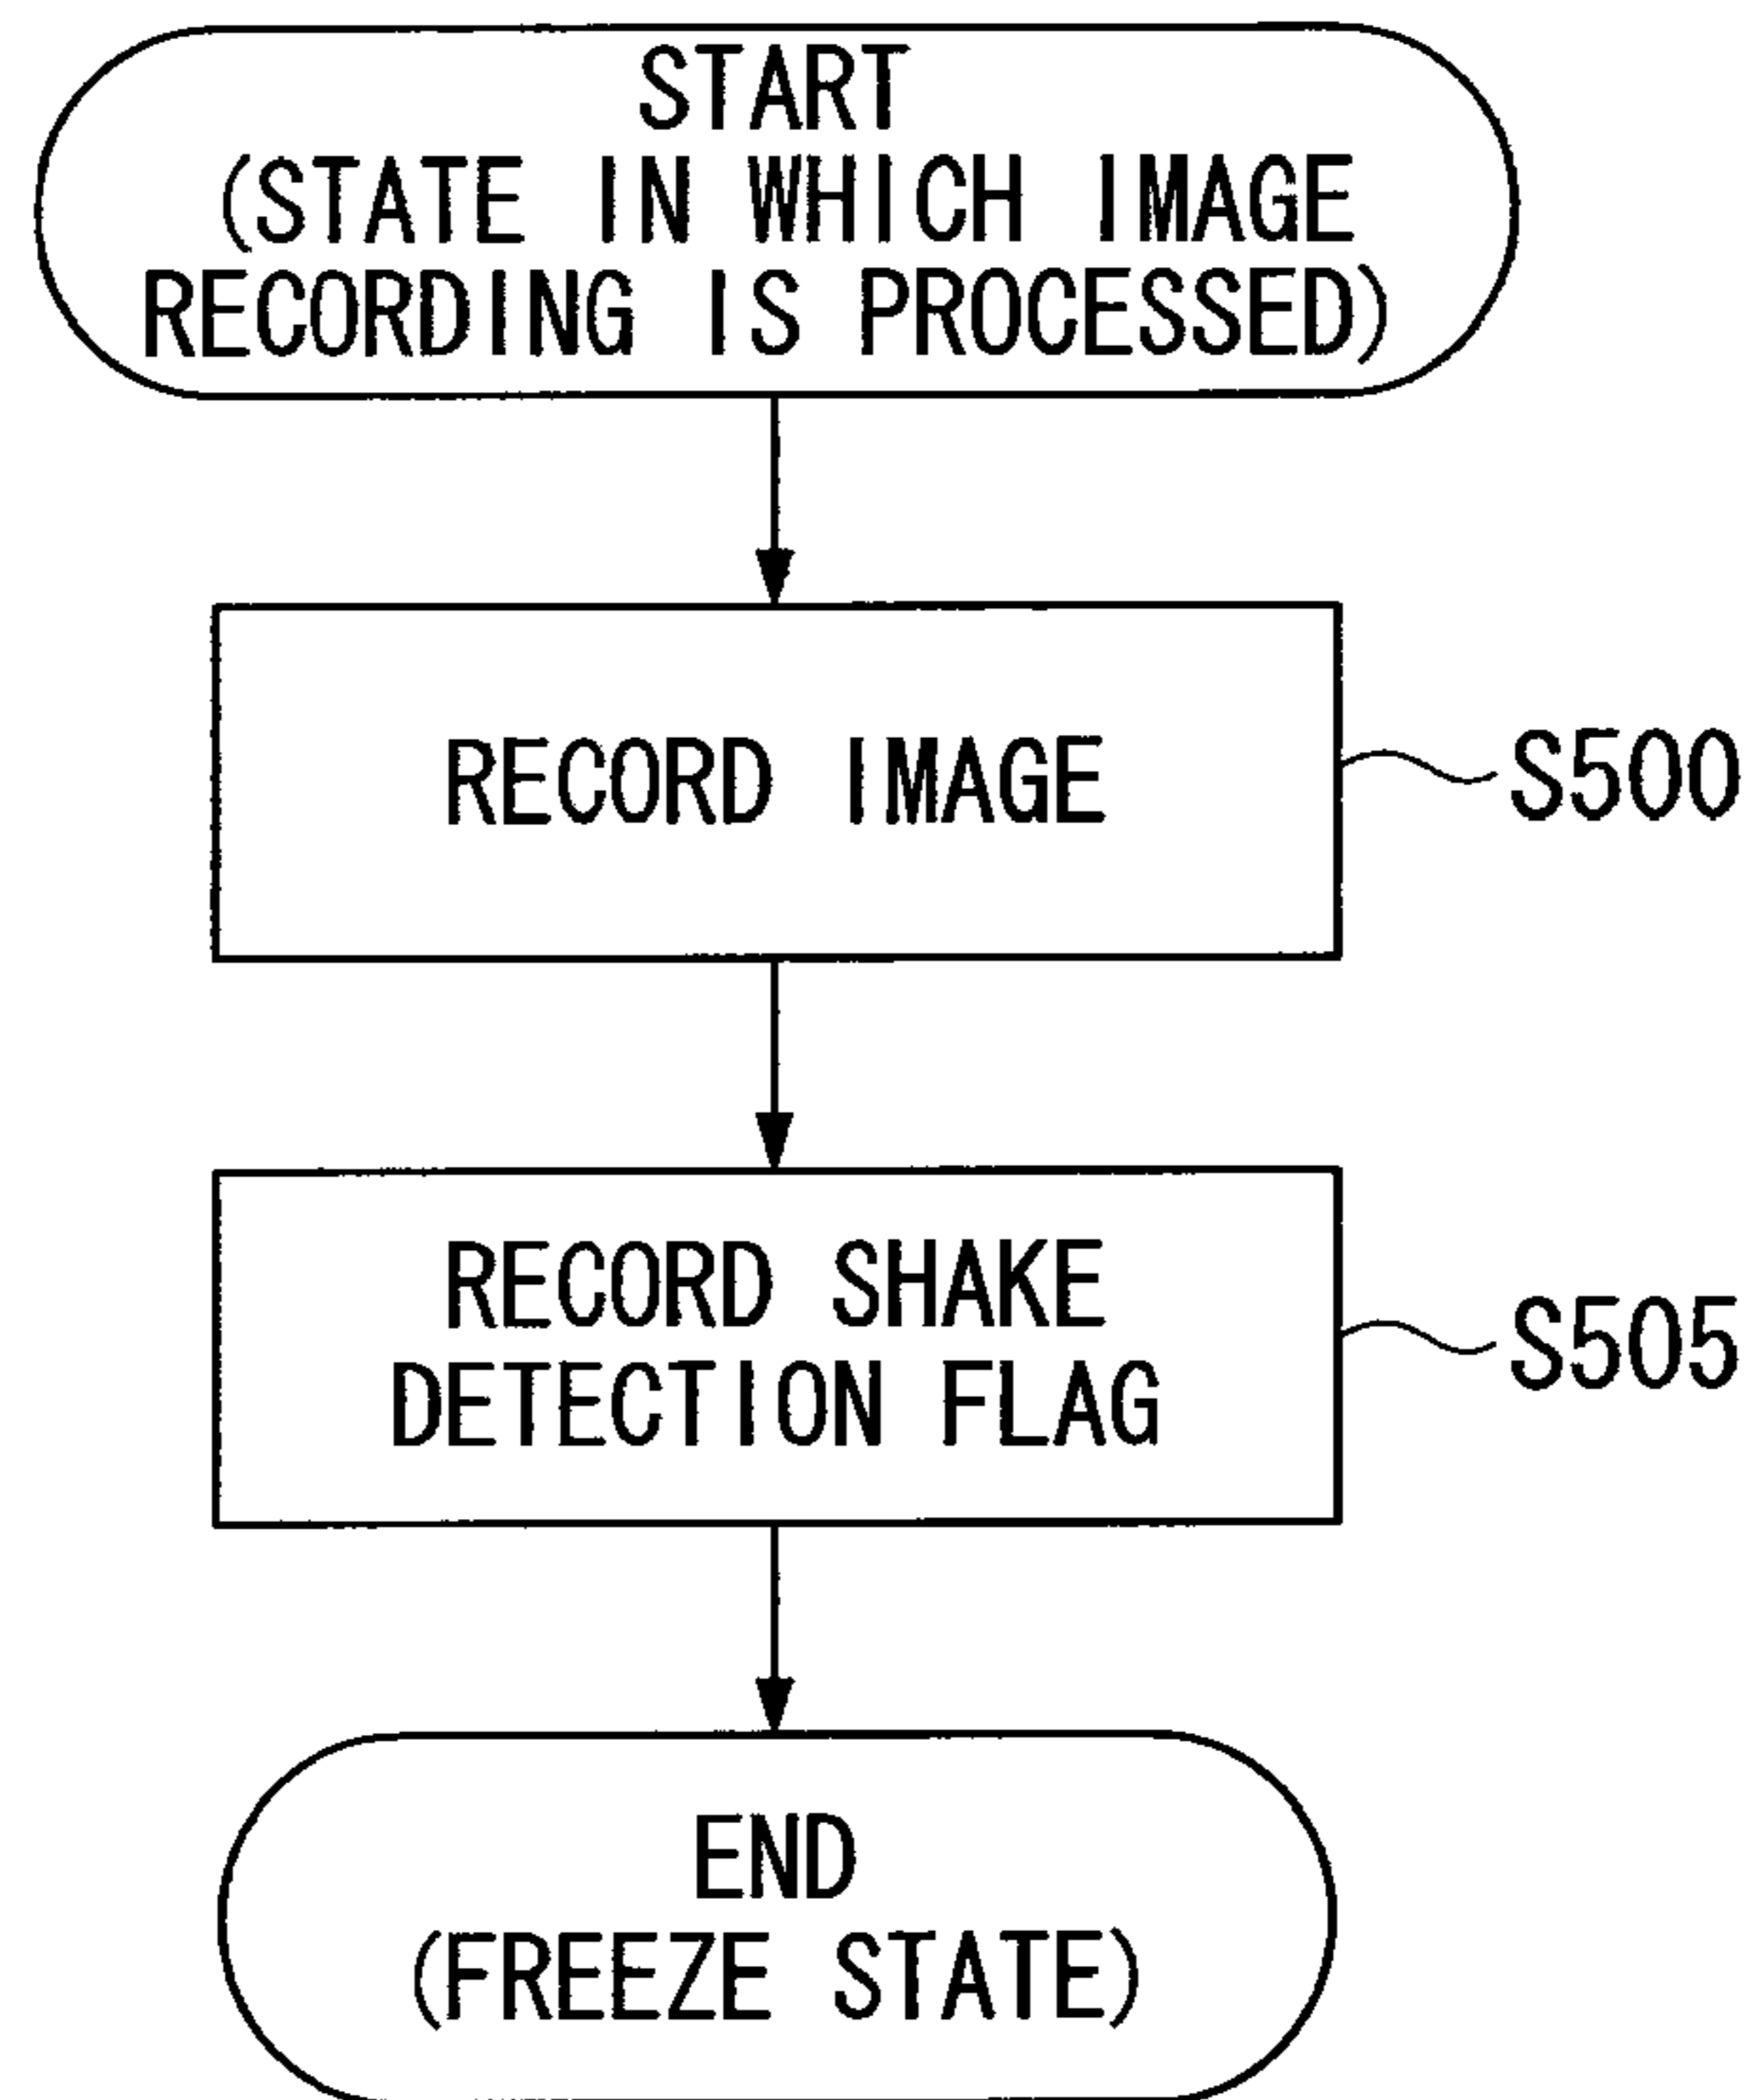 START
(STATE IN WHICH IMAGE
RECORDING IS PROCESSED)
RECORD IMAGE
S500
RECORD SHAKE
DETECTION FLAG
S505
END
(FREEZE STATE)